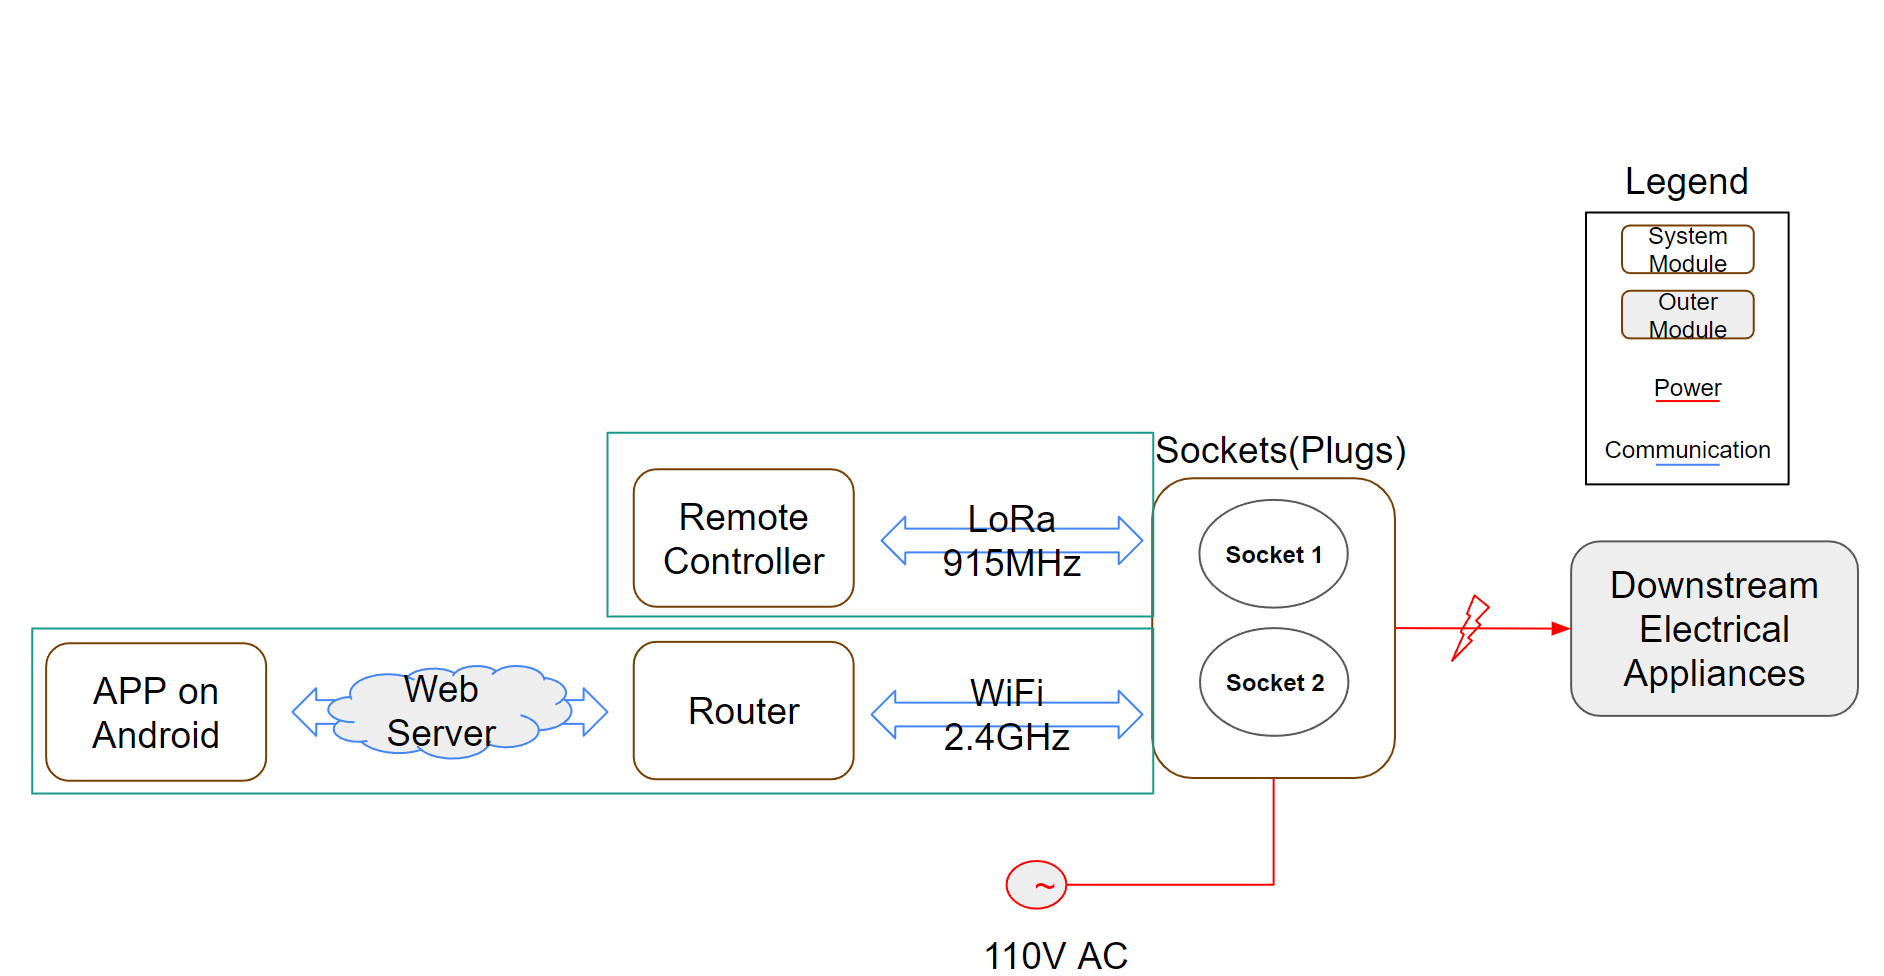 Legend
System
Module
Outer
Module
Power
Communication
Sockets(Plugs)
Remote
Controller
LoRa
915MHz
Socket 1
Socket 2
APP on
Android
Web
Server
Router
WiFi
2.4GHz
Downstream
Electrical
Appliances
~
110V AC